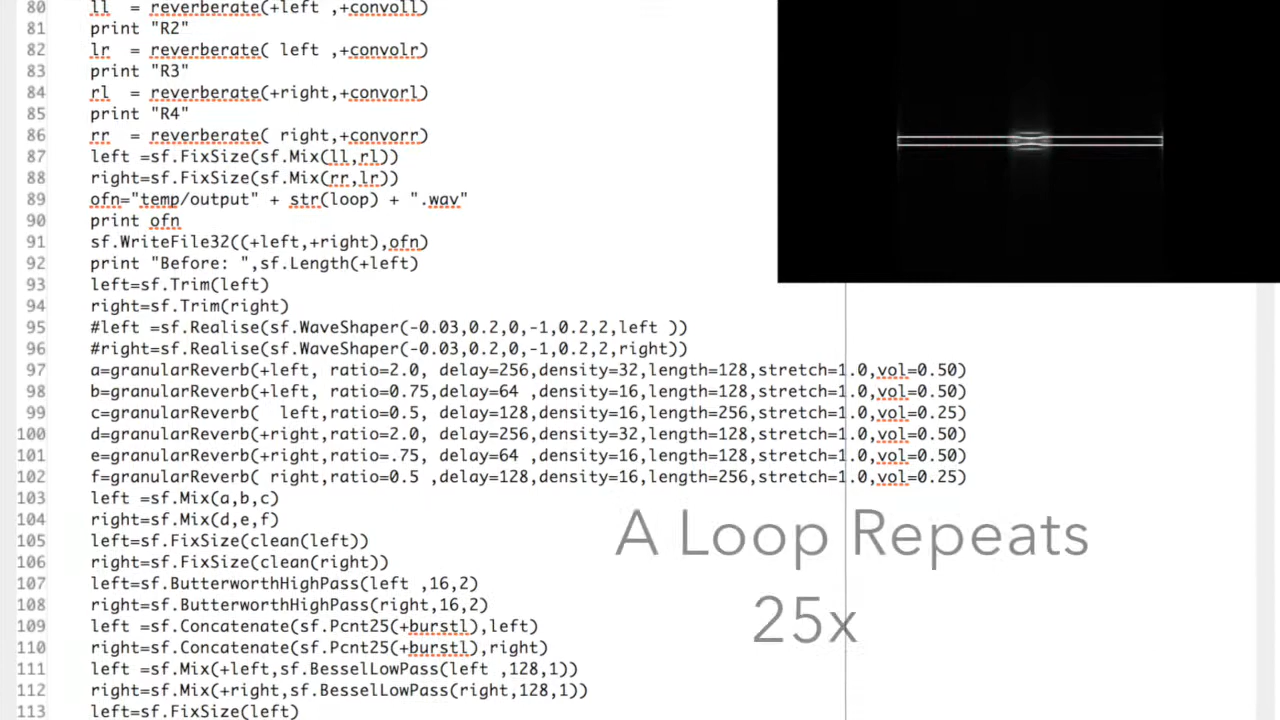 80 ll  = reverberate(+left ,+convoll)
81 print "R2"
82 lr  = reverberate( left ,+convolr)
83 print "R3"
84 rl  = reverberate(+right,+convorl)
85 print "R4"
86 rr  = reverberate( right,+convorr)
87 left =sf.FixSize(sf.Mix(ll,rl))
88 right=sf.FixSize(sf.Mix(rr,lr))
89 ofn="temp/output" + str(loop) + ".wav"
90 print ofn
91 sf.WriteFile32((+left,+right),ofn)
92 print "Before: ",sf.Length(+left)
93 left=sf.Trim(left)
94 right=sf.Trim(right)
95 #left =sf.Realise(sf.WaveShaper(-0.03,0.2,0,-1,0.2,2,left ))
96 #right=sf.Realise(sf.WaveShaper(-0.03,0.2,0,-1,0.2,2,right))
97 a=granularReverb(+left, ratio=2.0, delay=256,density=32,length=128,stretch=1.0,vol=0.50)
98 b=granularReverb(+left, ratio=0.75,delay=64 ,density=16,length=128,stretch=1.0,vol=0.50)
99 c=granularReverb(  left,ratio=0.5, delay=128,density=16,length=256,stretch=1.0,vol=0.25)
100 d=granularReverb(+right,ratio=2.0, delay=256,density=32,length=128,stretch=1.0,vol=0.50)
101 e=granularReverb(+right,ratio=.75, delay=64 ,density=16,length=128,stretch=1.0,vol=0.50)
102 f=granularReverb( right,ratio=0.5 ,delay=128,density=16,length=256,stretch=1.0,vol=0.25)
103 left =sf.Mix(a,b,c)
104 right=sf.Mix(d,e,f)
105 left=sf.FixSize(clean(left))
106 right=sf.FixSize(clean(right))
107 left=sf.ButterworthHighPass(left ,16,2)
108 right=sf.ButterworthHighPass(right,16,2)
109 left =sf.Concatenate(sf.Pcnt25(+burstl),left)
110 right=sf.Concatenate(sf.Pcnt25(+burstl),right)
111 left =sf.Mix(+left,sf.BesselLowPass(left ,128,1))
112 right=sf.Mix(+right,sf.BesselLowPass(right,128,1))
113 left=sf.FixSize(left)
A Loop Repeats
25x